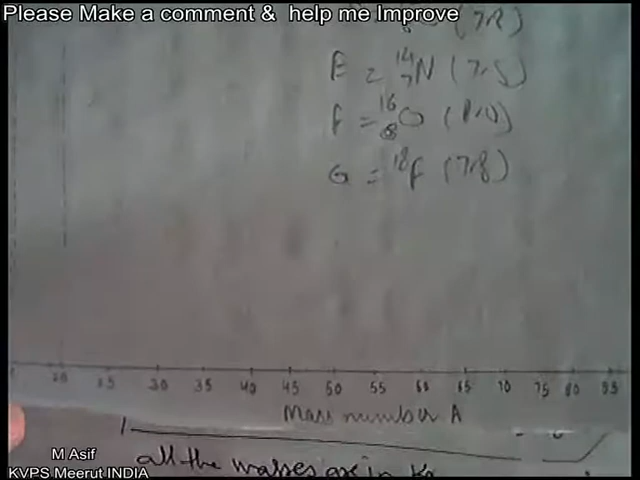 Please Make a comment & help me Improve
E = ¹⁴₇N (7.5)
F = ¹⁶₈O (8.0)
G = ¹⁸F (7.8)
20 25 30 35 40 45 50 55 60 65 70 75 80 85
Mass number A
all the masses are in
M Asif
KVPS Meerut INDIA